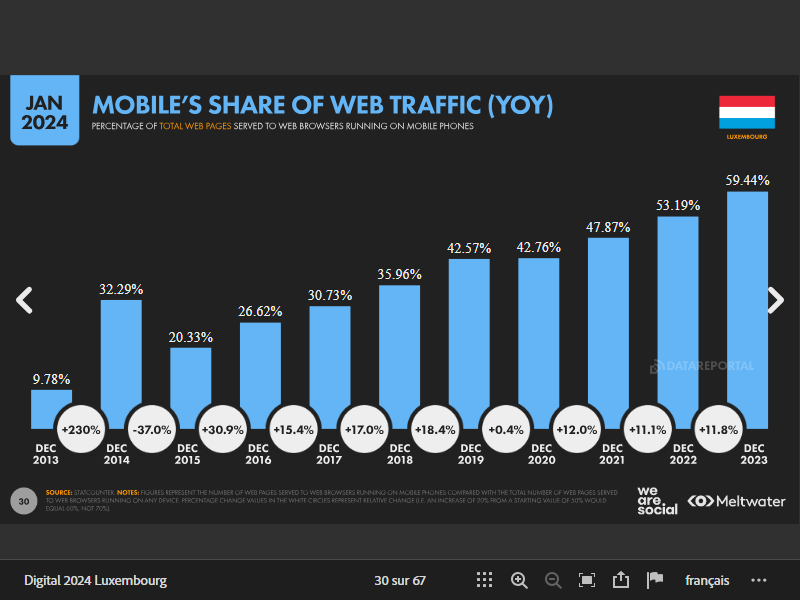 JAN
2024
MOBILE'S SHARE OF WEB TRAFFIC (YOY)
PERCENTAGE OF TOTAL WEB PAGES SERVED TO WEB BROWSERS RUNNING ON MOBILE PHONES
LUXEMBOURG
9.78%
32.29%
20.33%
26.62%
30.73%
35.96%
42.57%
42.76%
47.87%
53.19%
59.44%
DATAREPORTAL
+230%
-37.0%
+30.9%
+15.4%
+17.0%
+18.4%
+0.4%
+12.0%
+11.1%
+11.8%
DEC
2013
DEC
2014
DEC
2015
DEC
2016
DEC
2017
DEC
2018
DEC
2019
DEC
2020
DEC
2021
DEC
2022
DEC
2023
30
SOURCE: STATCOUNTER. NOTES: FIGURES REPRESENT THE NUMBER OF WEB PAGES SERVED TO WEB BROWSERS RUNNING ON MOBILE PHONES COMPARED WITH THE TOTAL NUMBER OF WEB PAGES SERVED
TO WEB BROWSERS RUNNING ON ANY DEVICE. PERCENTAGE CHANGE VALUES IN THE WHITE CIRCLES REPRESENT RELATIVE CHANGE (I.E. AN INCREASE OF 20% FROM A STARTING VALUE OF 50% WOULD
EQUAL 60%, NOT 70%).
we
are.
social
Meltwater
Digital 2024 Luxembourg
30 sur 67
français